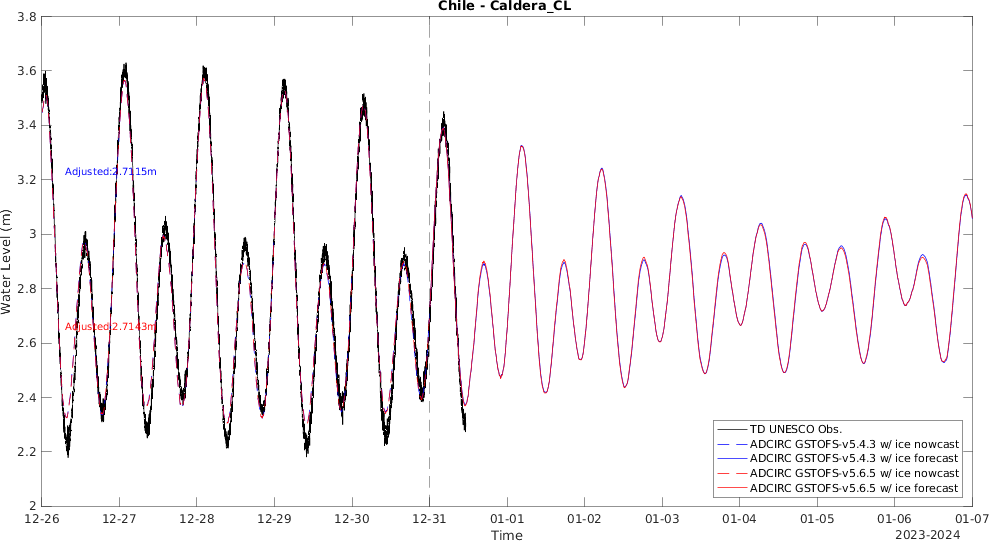 Chile - Caldera_CL
3.8
3.6
3.4
3.2
3
2.8
2.6
2.4
2.2
2
Water Level (m)
Adjusted:2.7115m
Adjusted:2.7143m
TD UNESCO Obs.
ADCIRC GSTOFS-v5.4.3 w/ ice nowcast
ADCIRC GSTOFS-v5.4.3 w/ ice forecast
ADCIRC GSTOFS-v5.6.5 w/ ice nowcast
ADCIRC GSTOFS-v5.6.5 w/ ice forecast
12-26 12-27 12-28 12-29 12-30 12-31 01-01 01-02 01-03 01-04 01-05 01-06 01-07
Time
2023-2024